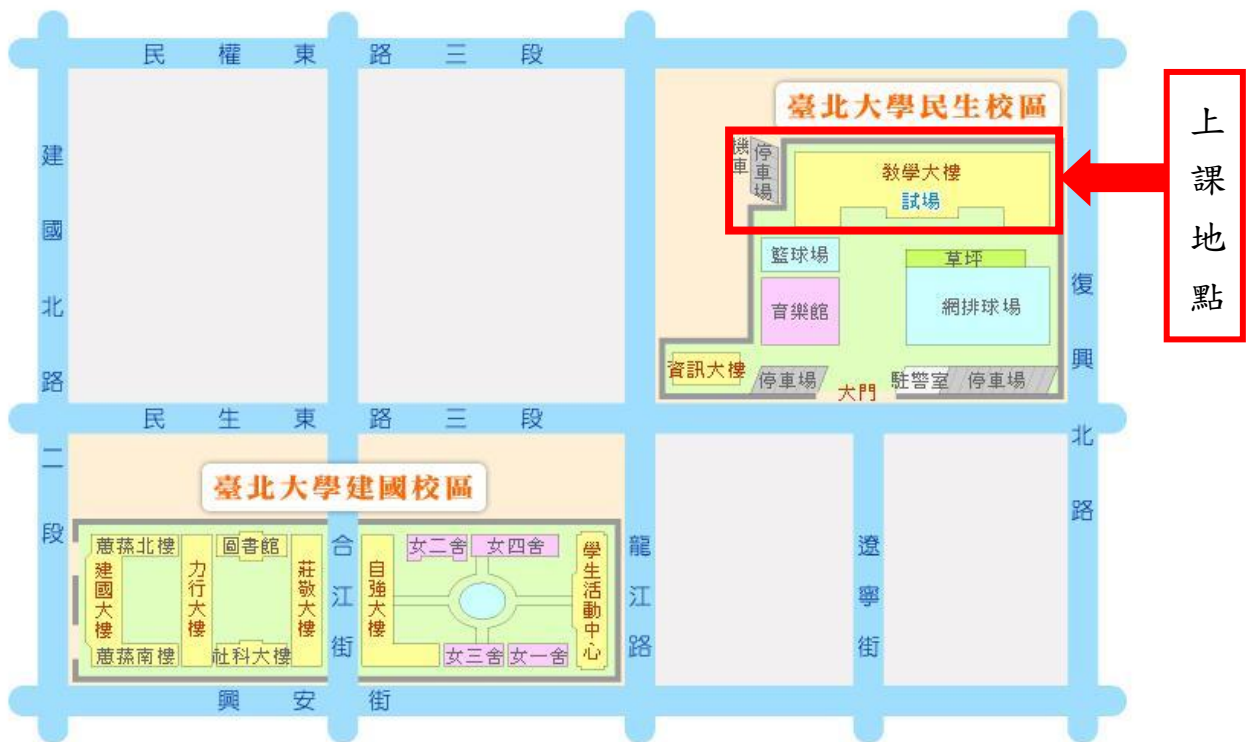 民權東路三段
臺北大學民生校區
上課地點
建國北路二段
機車停車場
教學大樓
試場
籃球場
草坪
育樂館
網排球場
復興北路
資訊大樓
停車場
大門
駐警室
停車場
民生東路三段
臺北大學建國校區
蕙蓀北樓
圖書館
女二舍
女四舍
建國大樓
力行大樓
莊敬大樓
合江街
自強大樓
學生活動中心
龍江路
遼寧街
蕙蓀南樓
社科大樓
女三舍
女一舍
興安街